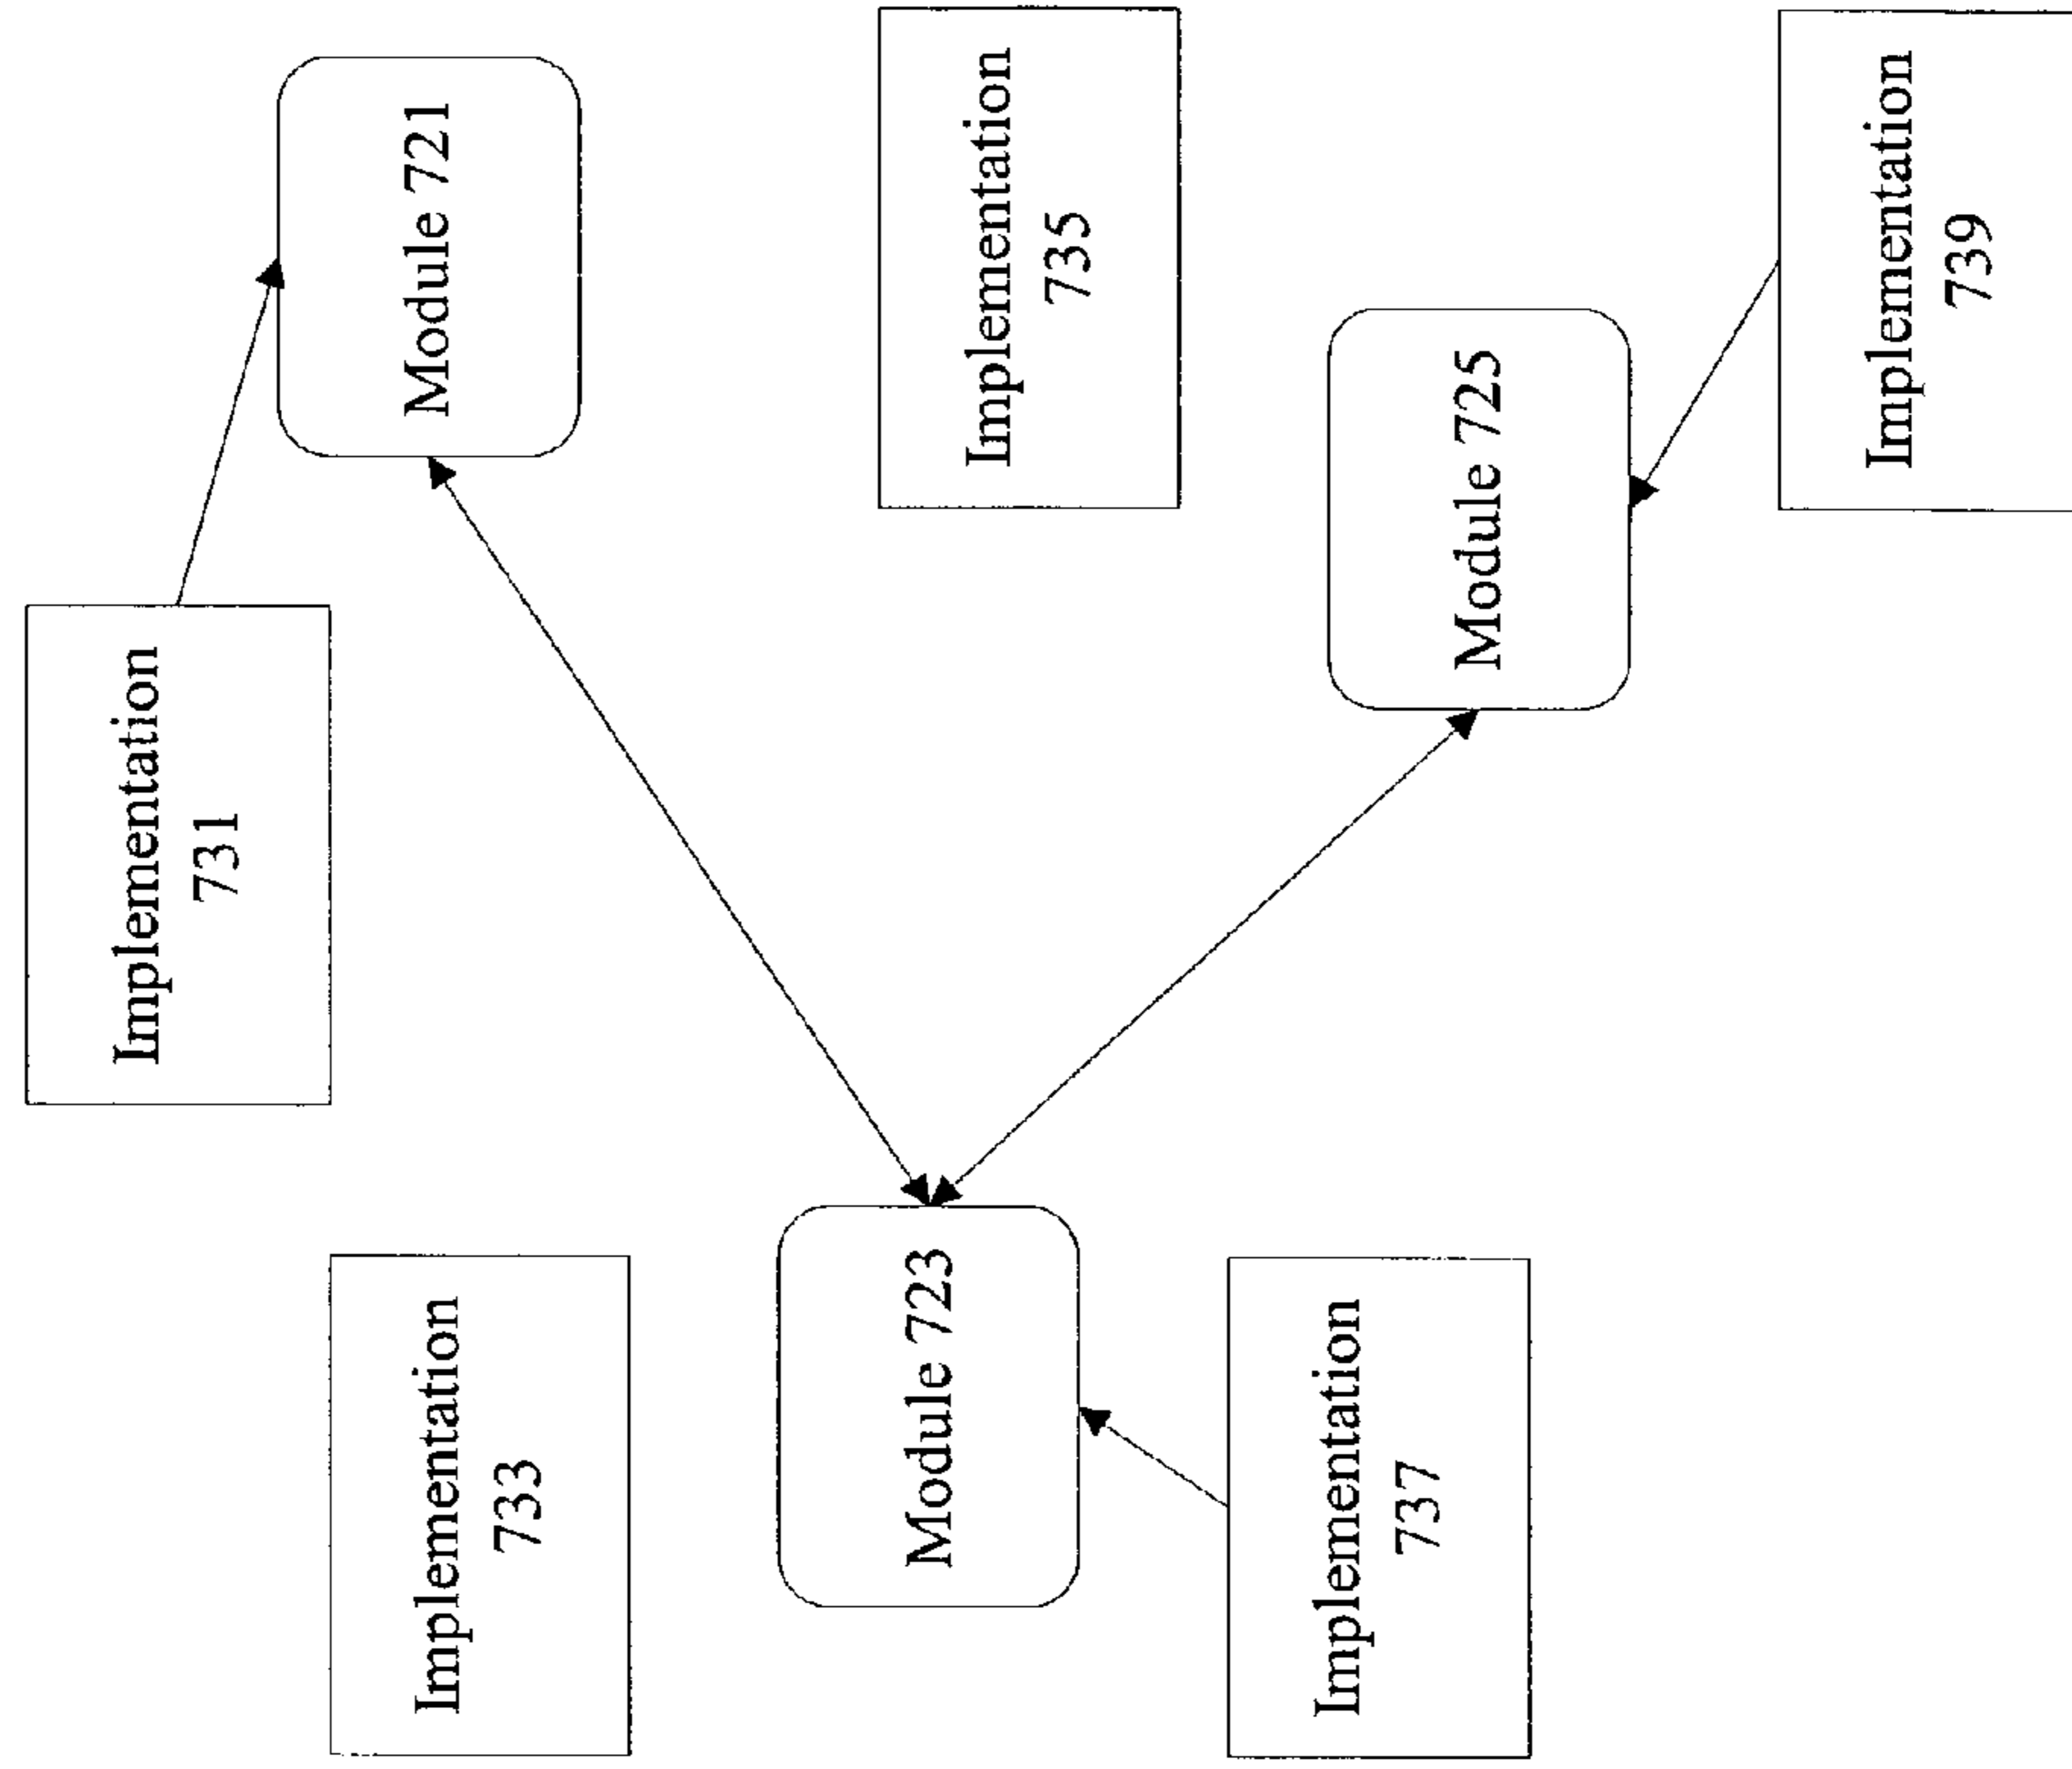 Implementation
731
Module 721
Implementation
733
Implementation
735
Module 723
Module 725
Implementation
737
Implementation
739